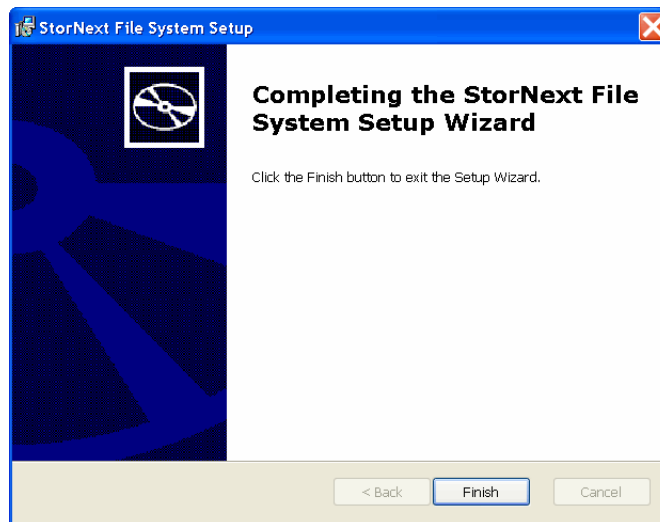 StorNext File System Setup
Completing the StorNext File
System Setup Wizard
Click the Finish button to exit the Setup Wizard.
< Back
Finish
Cancel